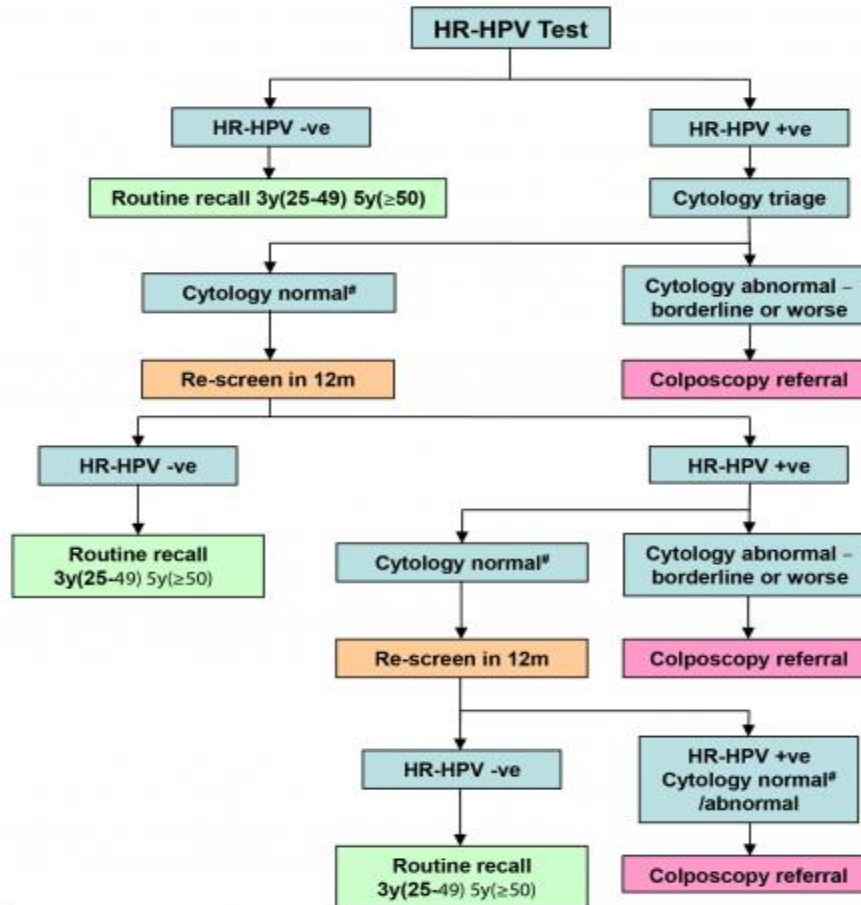 HR-HPV Test
HR-HPV -ve
HR-HPV +ve
Routine recall 3y(25-49) 5y(≥50)
Cytology triage
Cytology normal#
Cytology abnormal –
borderline or worse
Re-screen in 12m
Colposcopy referral
HR-HPV -ve
HR-HPV +ve
Routine recall
3y(25-49) 5y(≥50)
Cytology normal#
Cytology abnormal –
borderline or worse
Re-screen in 12m
Colposcopy referral
HR-HPV -ve
HR-HPV +ve
Cytology normal#
/abnormal
Routine recall
3y(25-49) 5y(≥50)
Colposcopy referral